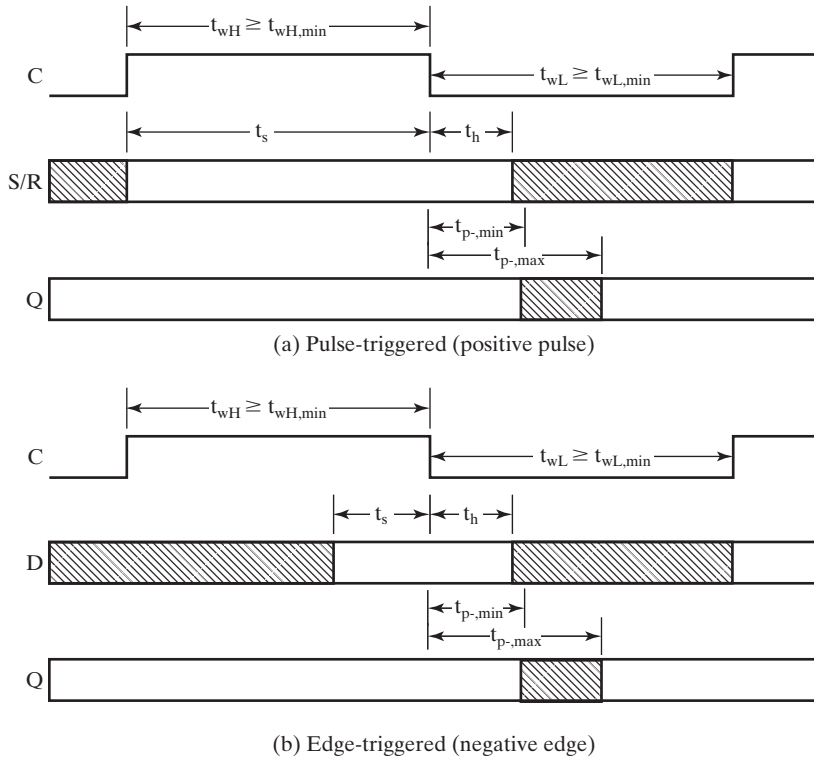 t_wH ≥ t_wH,min
C
t_wL ≥ t_wL,min
t_s
t_h
S/R
t_p-,min
t_p-,max
Q
(a) Pulse-triggered (positive pulse)
t_wH ≥ t_wH,min
C
t_wL ≥ t_wL,min
t_s
t_h
D
t_p-,min
t_p-,max
Q
(b) Edge-triggered (negative edge)